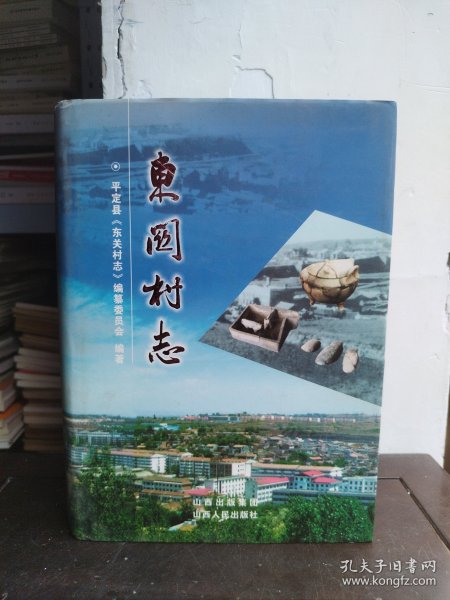 東関村志
平定县《东关村志》编纂委员会 编著
山西出版集团
山西人民出版社
孔夫子旧书网
www.kongfz.com